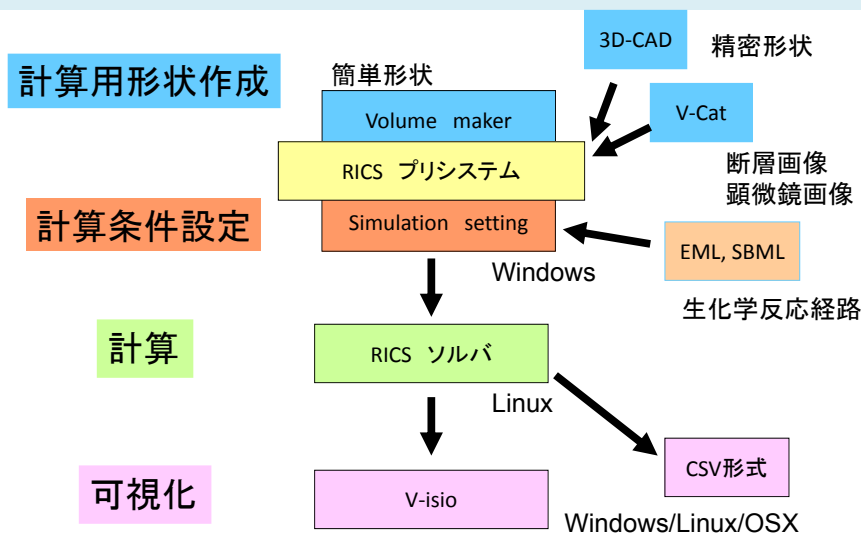 3D-CAD
精密形状
計算用形状作成
簡単形状
Volume maker
V-Cat
RICS プリシステム
断層画像
顕微鏡画像
計算条件設定
Simulation setting
EML, SBML
Windows
生化学反応経路
計算
RICS ソルバ
Linux
CSV形式
可視化
V-isio
Windows/Linux/OSX